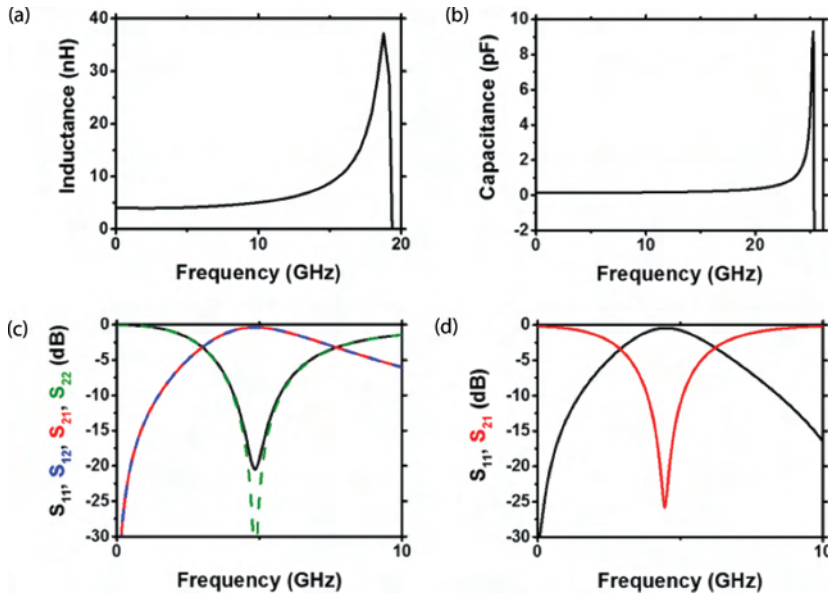 (a)
40
30
20
10
0
Inductance (nH)
0 10 20
Frequency (GHz)
(b)
10
8
6
4
2
0
-2
Capacitance (pF)
0 10 20
Frequency (GHz)
(c)
0
-5
-10
-15
-20
-25
-30
S11, S12, S21, S22 (dB)
0 10
Frequency (GHz)
(d)
0
-5
-10
-15
-20
-25
-30
S11, S21 (dB)
0 10
Frequency (GHz)